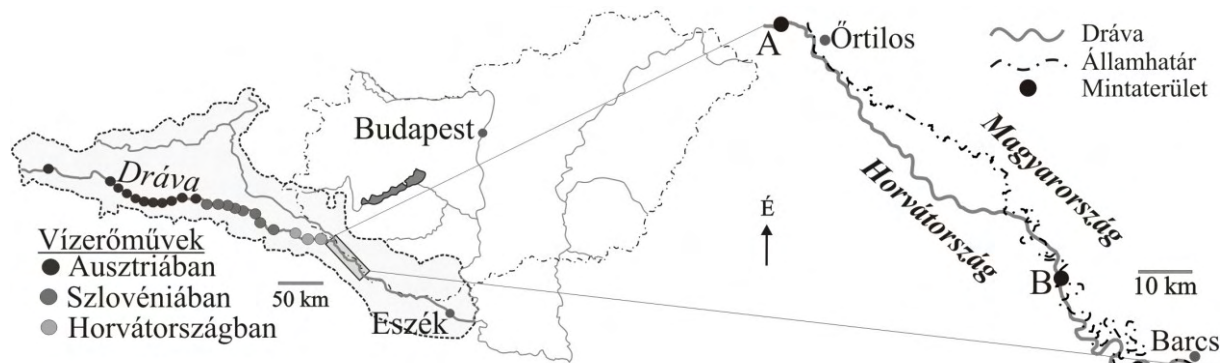 Budapest
Dráva
Vízerőművek
Ausztriában
Szlovéniában
Horvátországban
50 km
Eszék
A
Őrtilos
Dráva
Államhatár
Mintaterület
Magyarország
Horvátország
É
B
10 km
Barcs